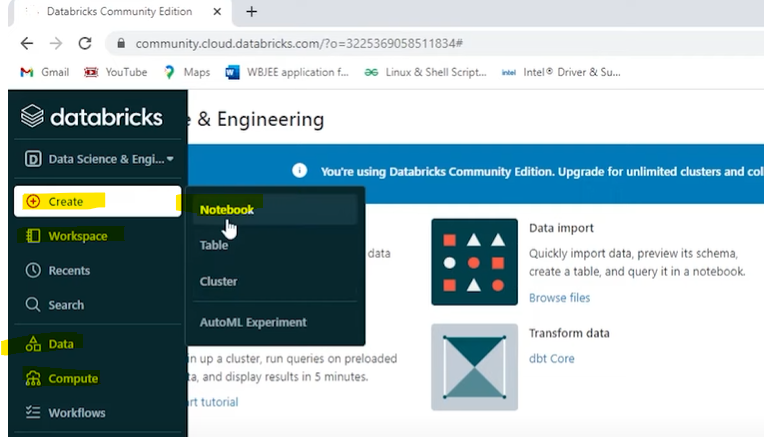 Databricks Community Edition
community.cloud.databricks.com/?o=3225369058511834#
Gmail YouTube Maps WBJEE application f... Linux & Shell Script... Intel® Driver & Su...
databricks
e & Engineering
Data Science & Engi...
You're using Databricks Community Edition. Upgrade for unlimited clusters and col
Create
Notebook
Workspace
Table
Recents
Cluster
Search
AutoML Experiment
Data
Compute
Workflows
data
in up a cluster, run queries on preloaded
ta, and display results in 5 minutes.
rt tutorial
Data import
Quickly import data, preview its schema,
create a table, and query it in a notebook.
Browse files
Transform data
dbt Core